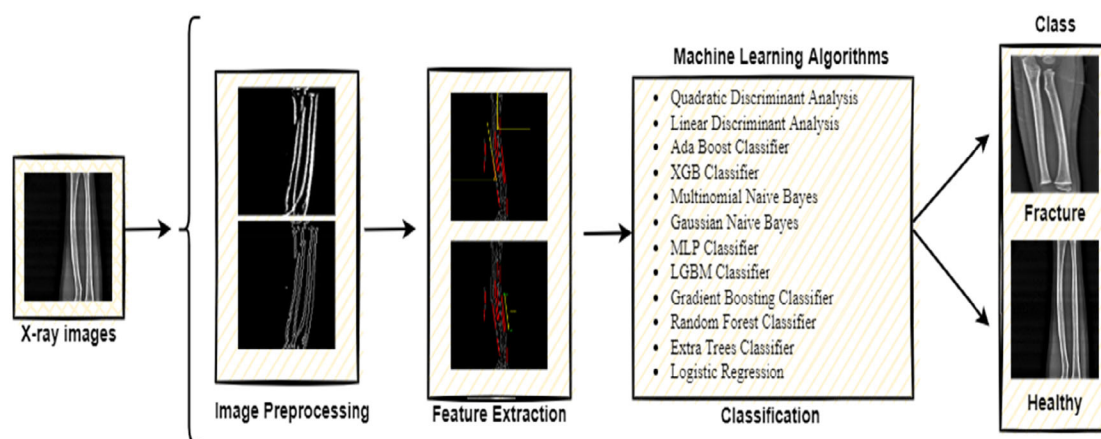 X-ray images
Image Preprocessing
Feature Extraction
Machine Learning Algorithms
• Quadratic Discriminant Analysis
• Linear Discriminant Analysis
• Ada Boost Classifier
• XGB Classifier
• Multinomial Naive Bayes
• Gaussian Naive Bayes
• MLP Classifier
• LGBM Classifier
• Gradient Boosting Classifier
• Random Forest Classifier
• Extra Trees Classifier
• Logistic Regression
Classification
Class
Fracture
Healthy